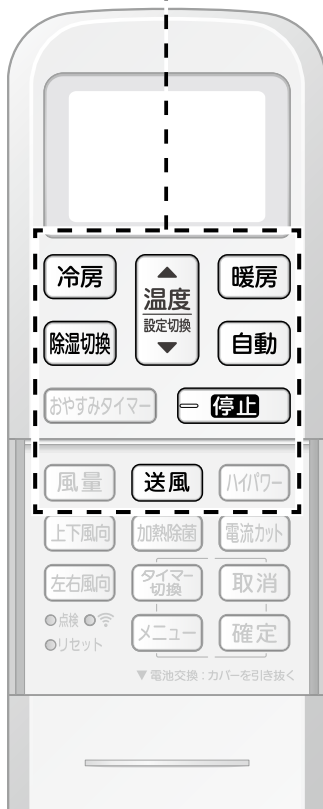 冷房
温度
設定切換
暖房
除湿切換
自動
おやすみタイマー
停止
風量
送風
ハイパワー
上下風向
加熱除菌
電流カット
左右風向
タイマー
切換
取消
点検
リセット
メニュー
確定
▼電池交換:カバーを引き抜く